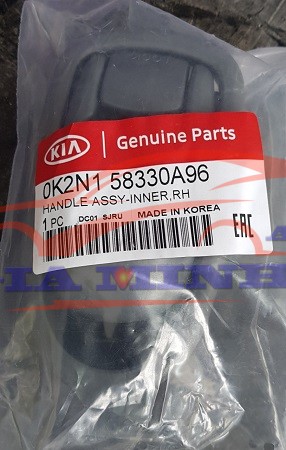 KIA Genuine Parts
0K2N1 58330A96
HANDLE ASSY-INNER,RH
1 PC DC01 SJRU MADE IN KOREA
EAC